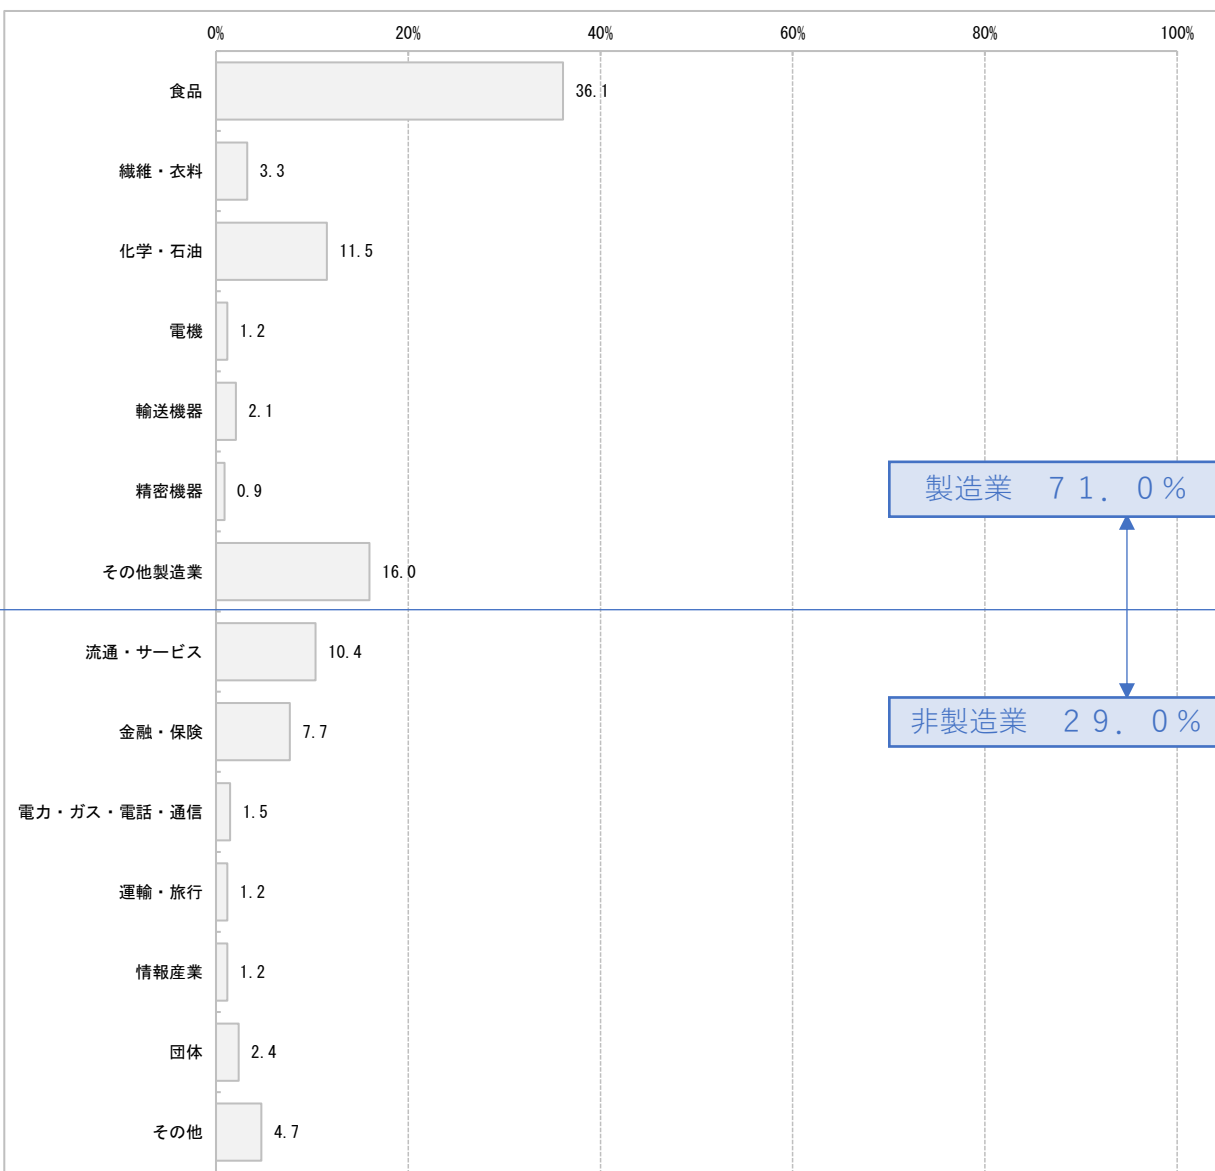 0% 20% 40% 60% 80% 100%
食品 36.1
繊維・衣料 3.3
化学・石油 11.5
電機 1.2
輸送機器 2.1
精密機器 0.9
製造業　７１．０％
その他製造業 16.0
流通・サービス 10.4
金融・保険 7.7
非製造業　２９．０％
電力・ガス・電話・通信 1.5
運輸・旅行 1.2
情報産業 1.2
団体 2.4
その他 4.7